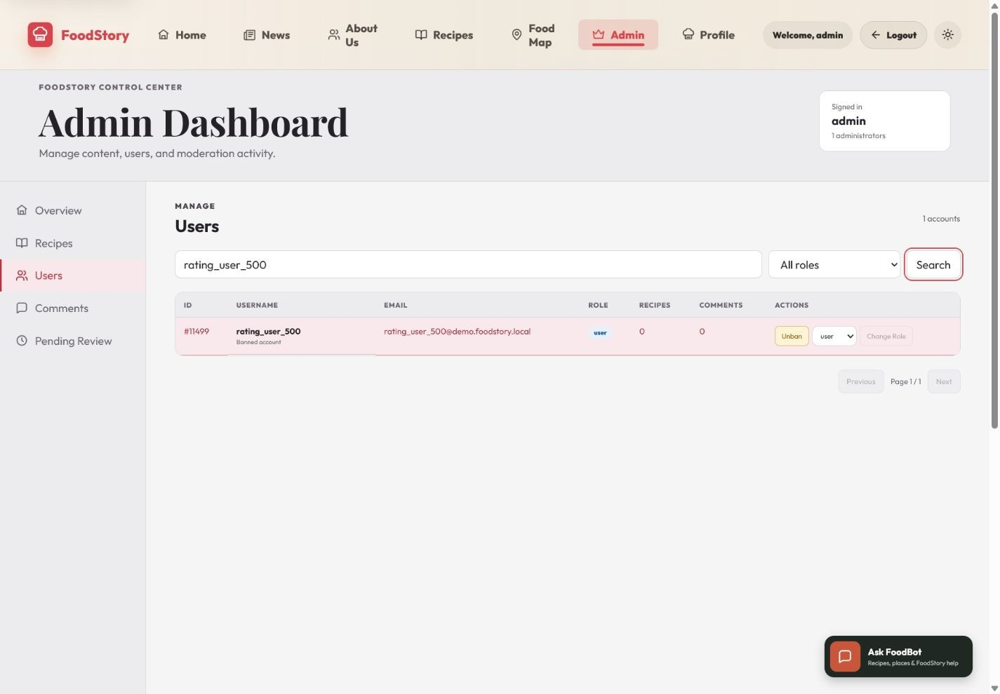 FoodStory
Home
News
About
Us
Recipes
Food
Map
Admin
Profile
Welcome, admin
Logout
FOODSTORY CONTROL CENTER
Admin Dashboard
Manage content, users, and moderation activity.
Signed in
admin
1 administrators
Overview
Recipes
Users
Comments
Pending Review
MANAGE
Users
1 accounts
rating_user_500
All roles
Search
ID USERNAME EMAIL ROLE RECIPES COMMENTS ACTIONS
#11499 rating_user_500 rating_user_500@demo.foodstory.local user 0 0 Unban user Change Role
Banned account
Previous Page 1 / 1 Next
Ask FoodBot
Recipes, places & FoodStory help